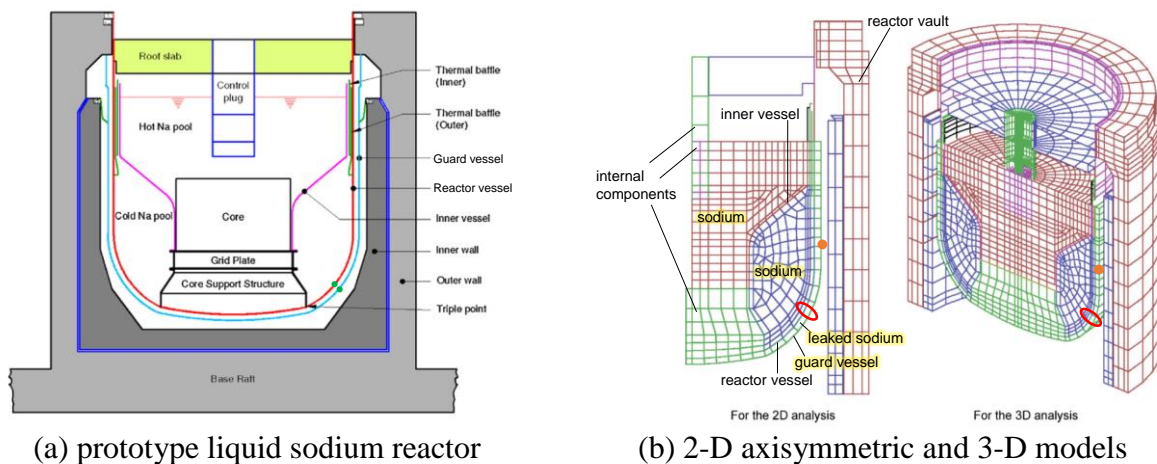 Roof slab
Control
plug
Hot Na pool
Cold Na pool
Core
Grid Plate
Core Support Structure
Base Raft
Thermal baffle
(Inner)
Thermal baffle
(Outer)
Guard vessel
Reactor vessel
Inner vessel
Inner wall
Outer wall
Triple point
(a) prototype liquid sodium reactor
reactor vault
inner vessel
internal
components
sodium
sodium
leaked sodium
guard vessel
reactor vessel
For the 2D analysis
For the 3D analysis
(b) 2-D axisymmetric and 3-D models